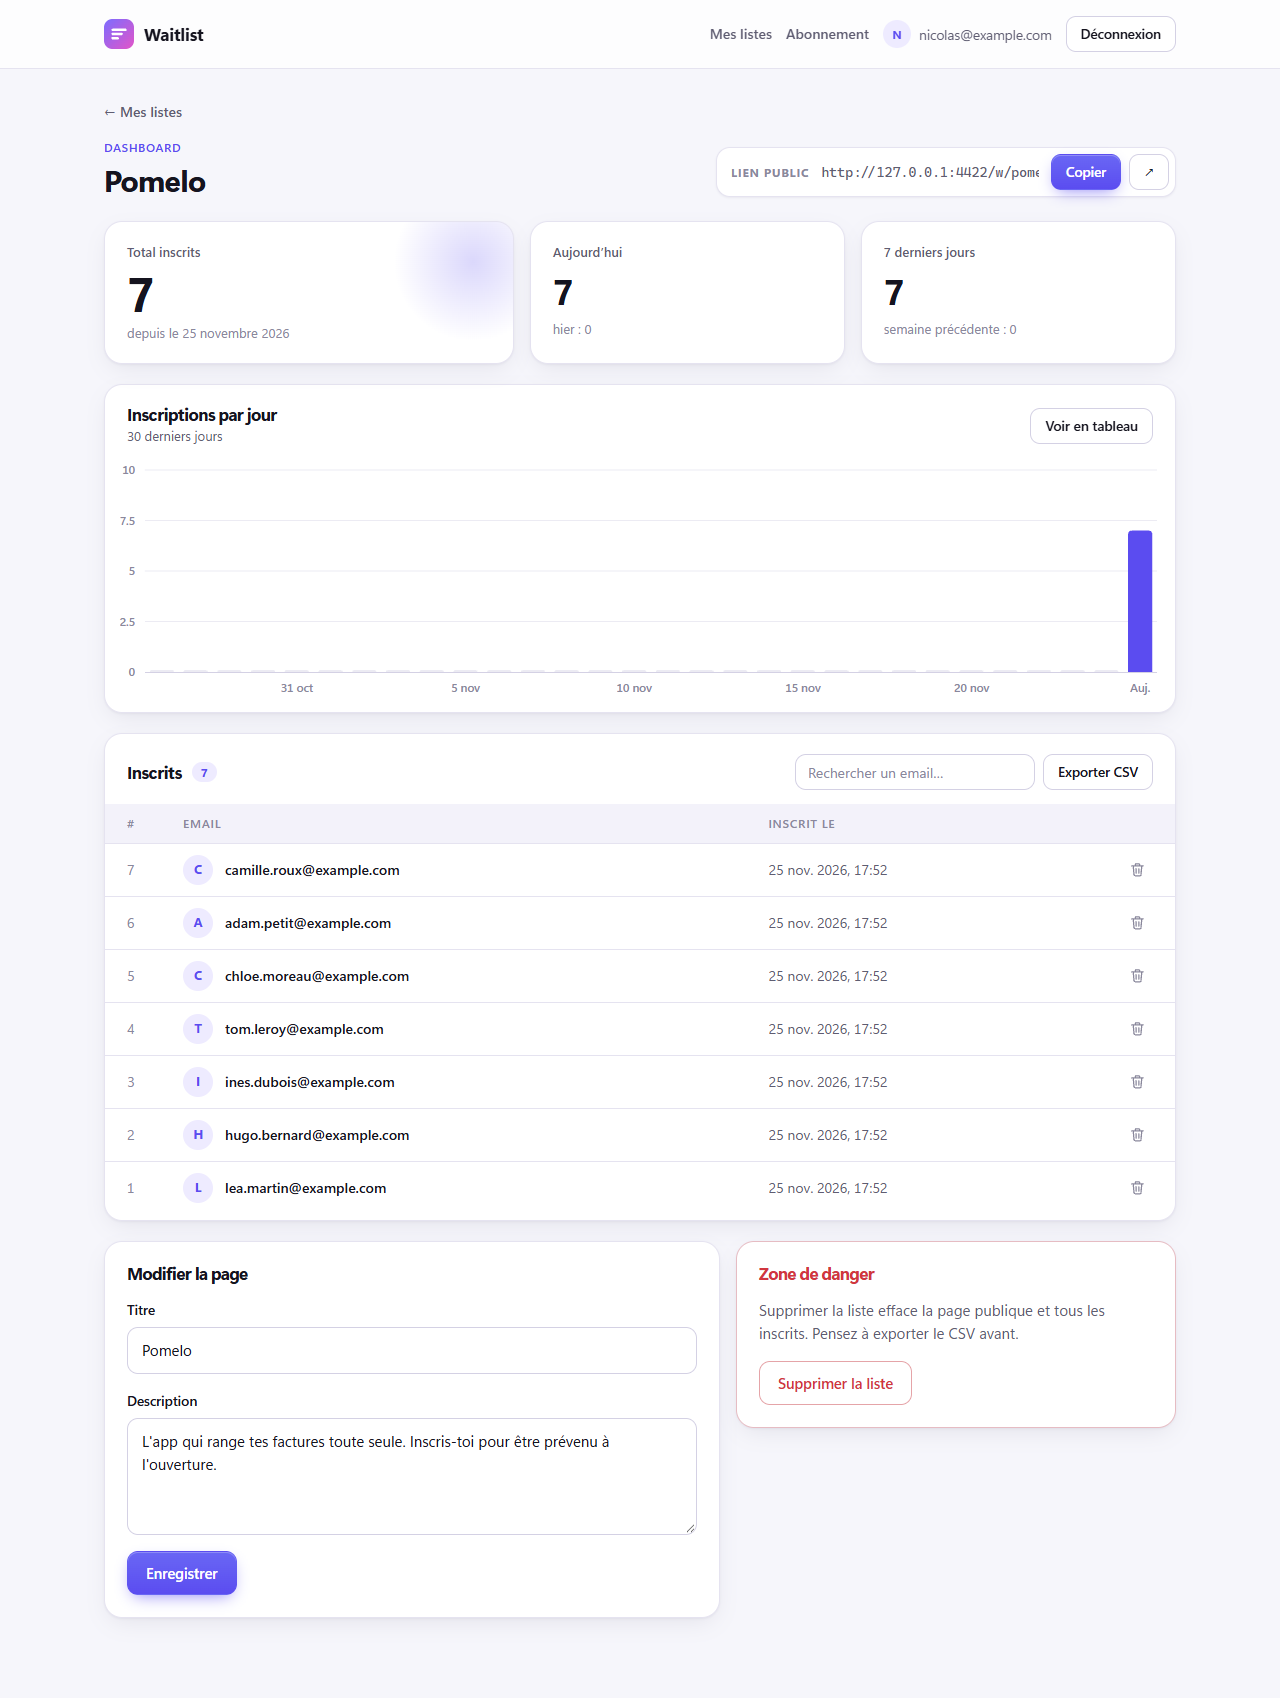 Waitlist
Mes listes
Abonnement
N
nicolas@example.com
Déconnexion
← Mes listes
DASHBOARD
Pomelo
LIEN PUBLIC
http://127.0.0.1:4422/w/pome
Copier
↗
Total inscrits
7
depuis le 25 novembre 2026
Aujourd’hui
7
hier : 0
7 derniers jours
7
semaine précédente : 0
Inscriptions par jour
30 derniers jours
Voir en tableau
10
7.5
5
2.5
0
31 oct
5 nov
10 nov
15 nov
20 nov
Auj.
Inscrits
7
Rechercher un email…
Exporter CSV
# EMAIL INSCRIT LE
7 C camille.roux@example.com 25 nov. 2026, 17:52
6 A adam.petit@example.com 25 nov. 2026, 17:52
5 C chloe.moreau@example.com 25 nov. 2026, 17:52
4 T tom.leroy@example.com 25 nov. 2026, 17:52
3 I ines.dubois@example.com 25 nov. 2026, 17:52
2 H hugo.bernard@example.com 25 nov. 2026, 17:52
1 L lea.martin@example.com 25 nov. 2026, 17:52
Modifier la page
Titre
Pomelo
Description
L'app qui range tes factures toute seule. Inscris-toi pour être prévenu à
l'ouverture.
Enregistrer
Zone de danger
Supprimer la liste efface la page publique et tous les
inscrits. Pensez à exporter le CSV avant.
Supprimer la liste